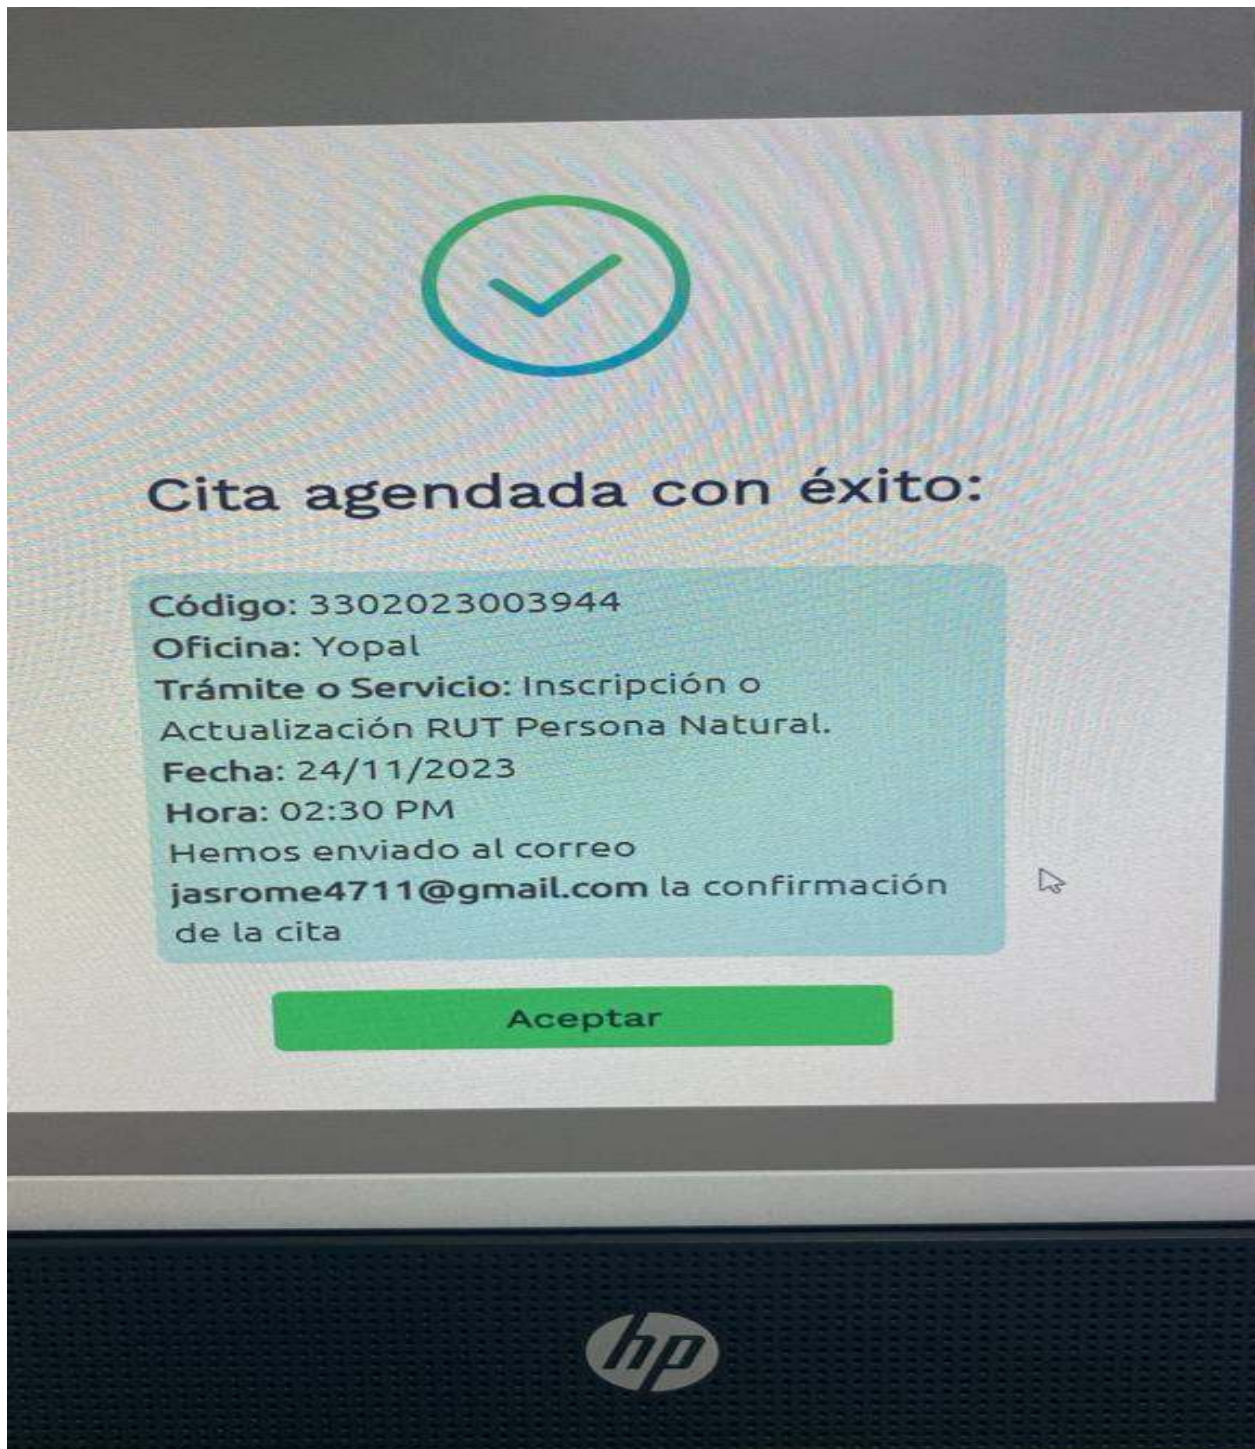 Cita agendada con éxito:
Código: 3302023003944
Oficina: Yopal
Trámite o Servicio: Inscripción o
Actualización RUT Persona Natural.
Fecha: 24/11/2023
Hora: 02:30 PM
Hemos enviado al correo
jasrome4711@gmail.com la confirmación
de la cita
Aceptar
hp